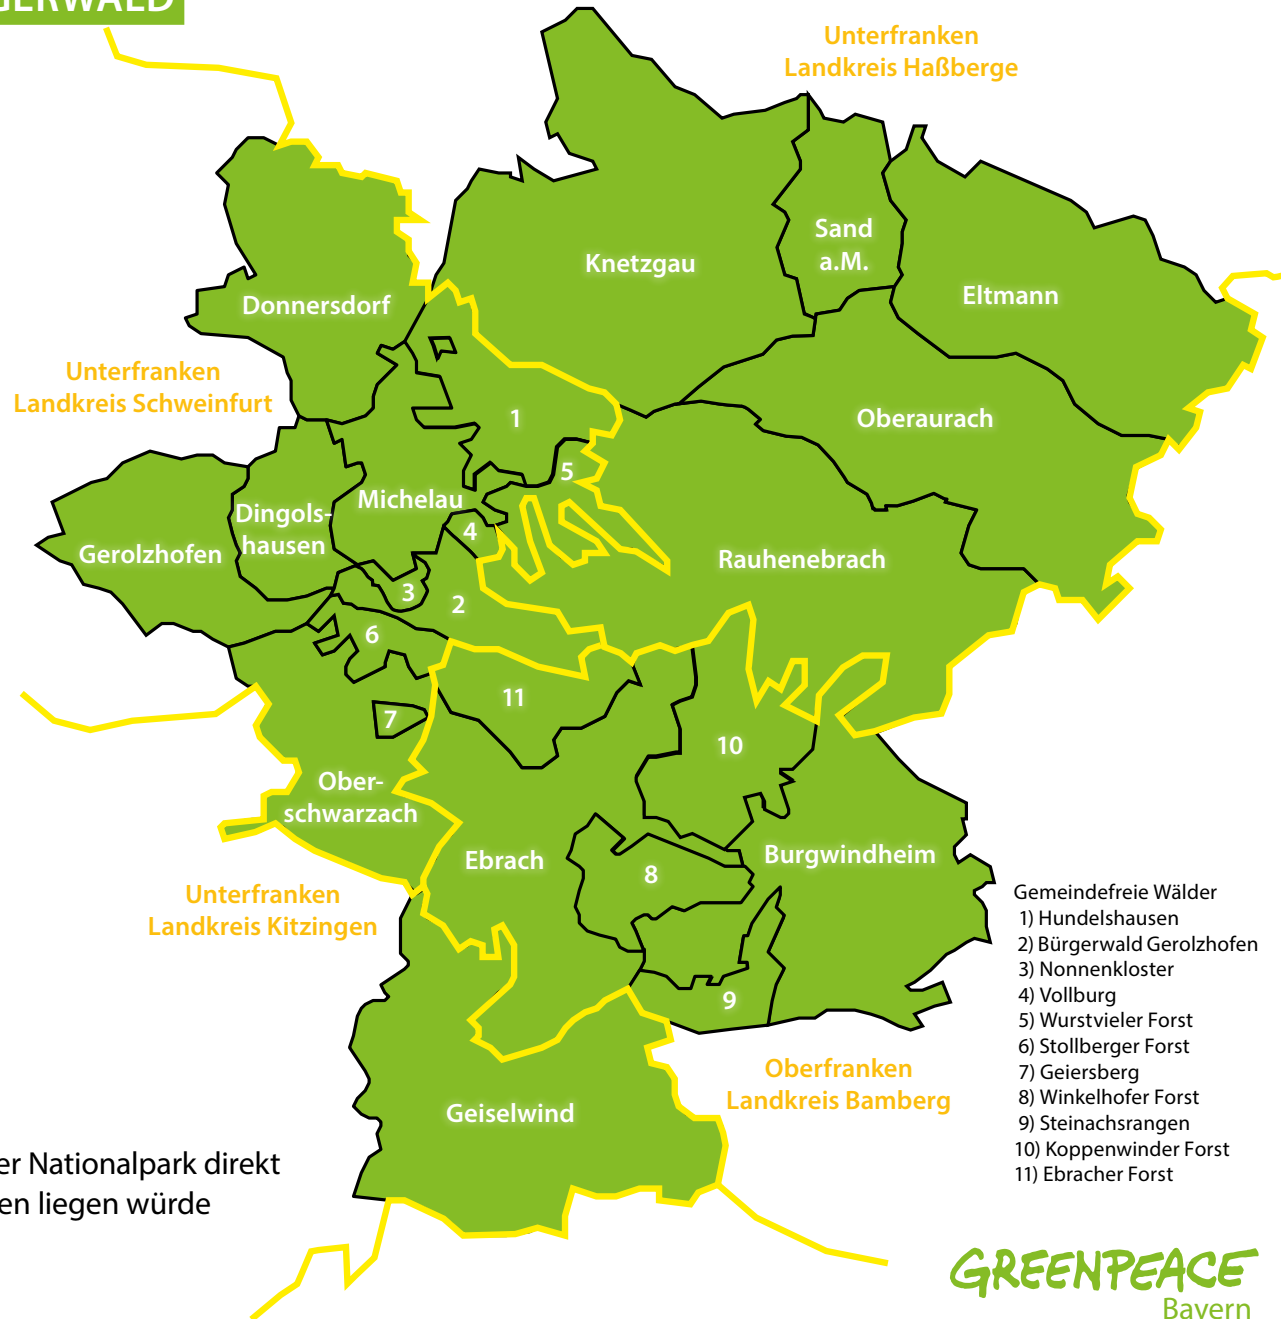 GERWALD
Unterfranken
Landkreis Haßberge
Sand
a.M.
Knetzgau
Eltmann
Donnersdorf
Unterfranken
Landkreis Schweinfurt
1
Oberaurach
5
Michelau
Dingols-
hausen
4
Gerolzhofen
Rauhenebrach
3
2
6
11
7
10
Ober-
schwarzach
Ebrach
8
Burgwindheim
Unterfranken
Landkreis Kitzingen
9
Gemeindefreie Wälder
1) Hundelshausen
2) Bürgerwald Gerolzhofen
3) Nonnenkloster
4) Vollburg
5) Wurstvieler Forst
6) Stollberger Forst
7) Geiersberg
8) Winkelhofer Forst
9) Steinachsrangen
10) Koppenwinder Forst
11) Ebracher Forst
Oberfranken
Landkreis Bamberg
Geiselwind
er Nationalpark direkt
en liegen würde
GREENPEACE
Bayern